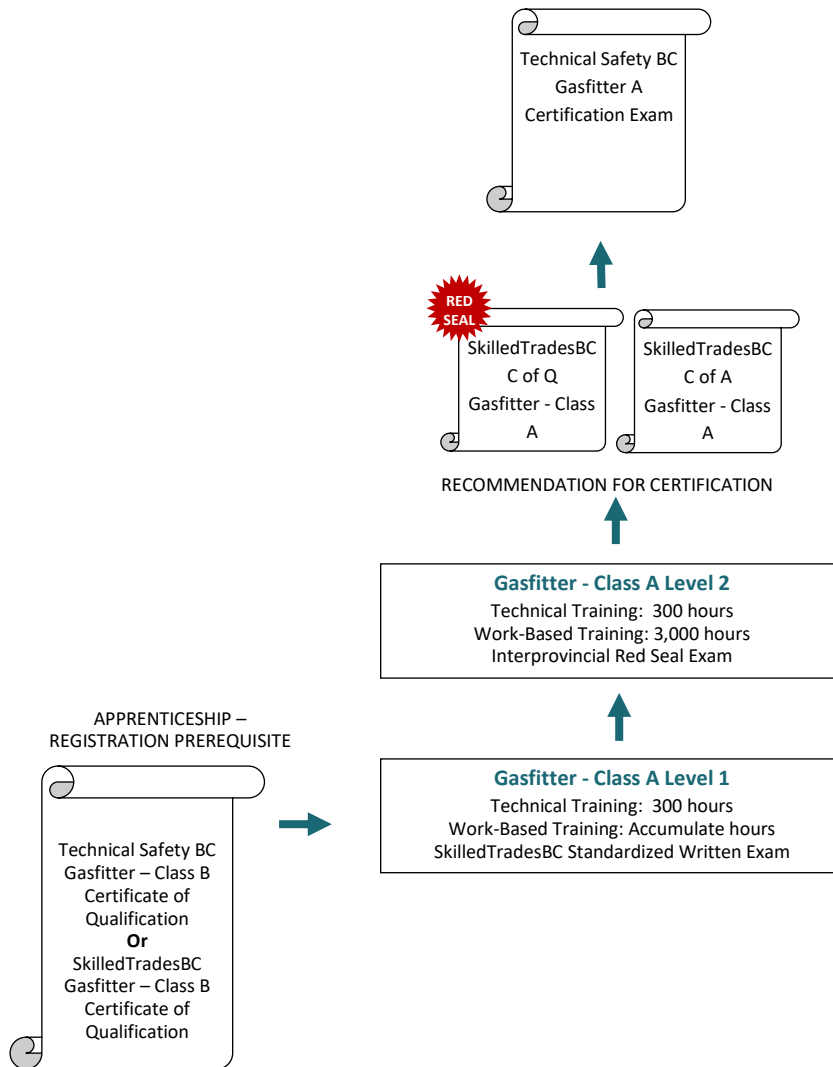 Technical Safety BC
Gasfitter A
Certification Exam
RED
SEAL
SkilledTradesBC
C of Q
Gasfitter - Class
A
SkilledTradesBC
C of A
Gasfitter - Class
A
RECOMMENDATION FOR CERTIFICATION
Gasfitter - Class A Level 2
Technical Training:  300 hours
Work-Based Training: 3,000 hours
Interprovincial Red Seal Exam
APPRENTICESHIP –
REGISTRATION PREREQUISITE
Gasfitter - Class A Level 1
Technical Training:  300 hours
Work-Based Training: Accumulate hours
SkilledTradesBC Standardized Written Exam
Technical Safety BC
Gasfitter – Class B
Certificate of
Qualification
Or
SkilledTradesBC
Gasfitter – Class B
Certificate of
Qualification